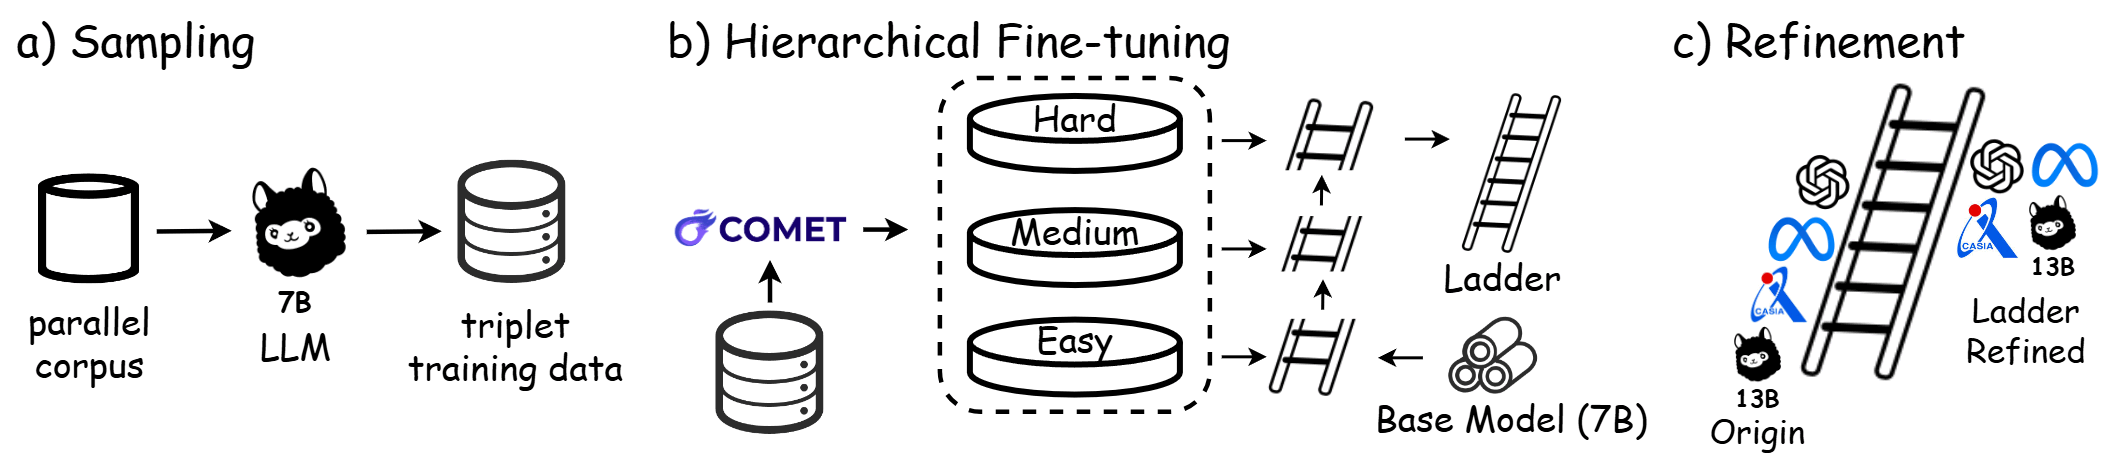 a) Sampling
parallel
corpus
7B
LLM
triplet
training data
b) Hierarchical Fine-tuning
COMET
Hard
Medium
Easy
Ladder
Base Model (7B)
c) Refinement
CASIA
13B
Origin
CASIA
13B
Ladder
Refined